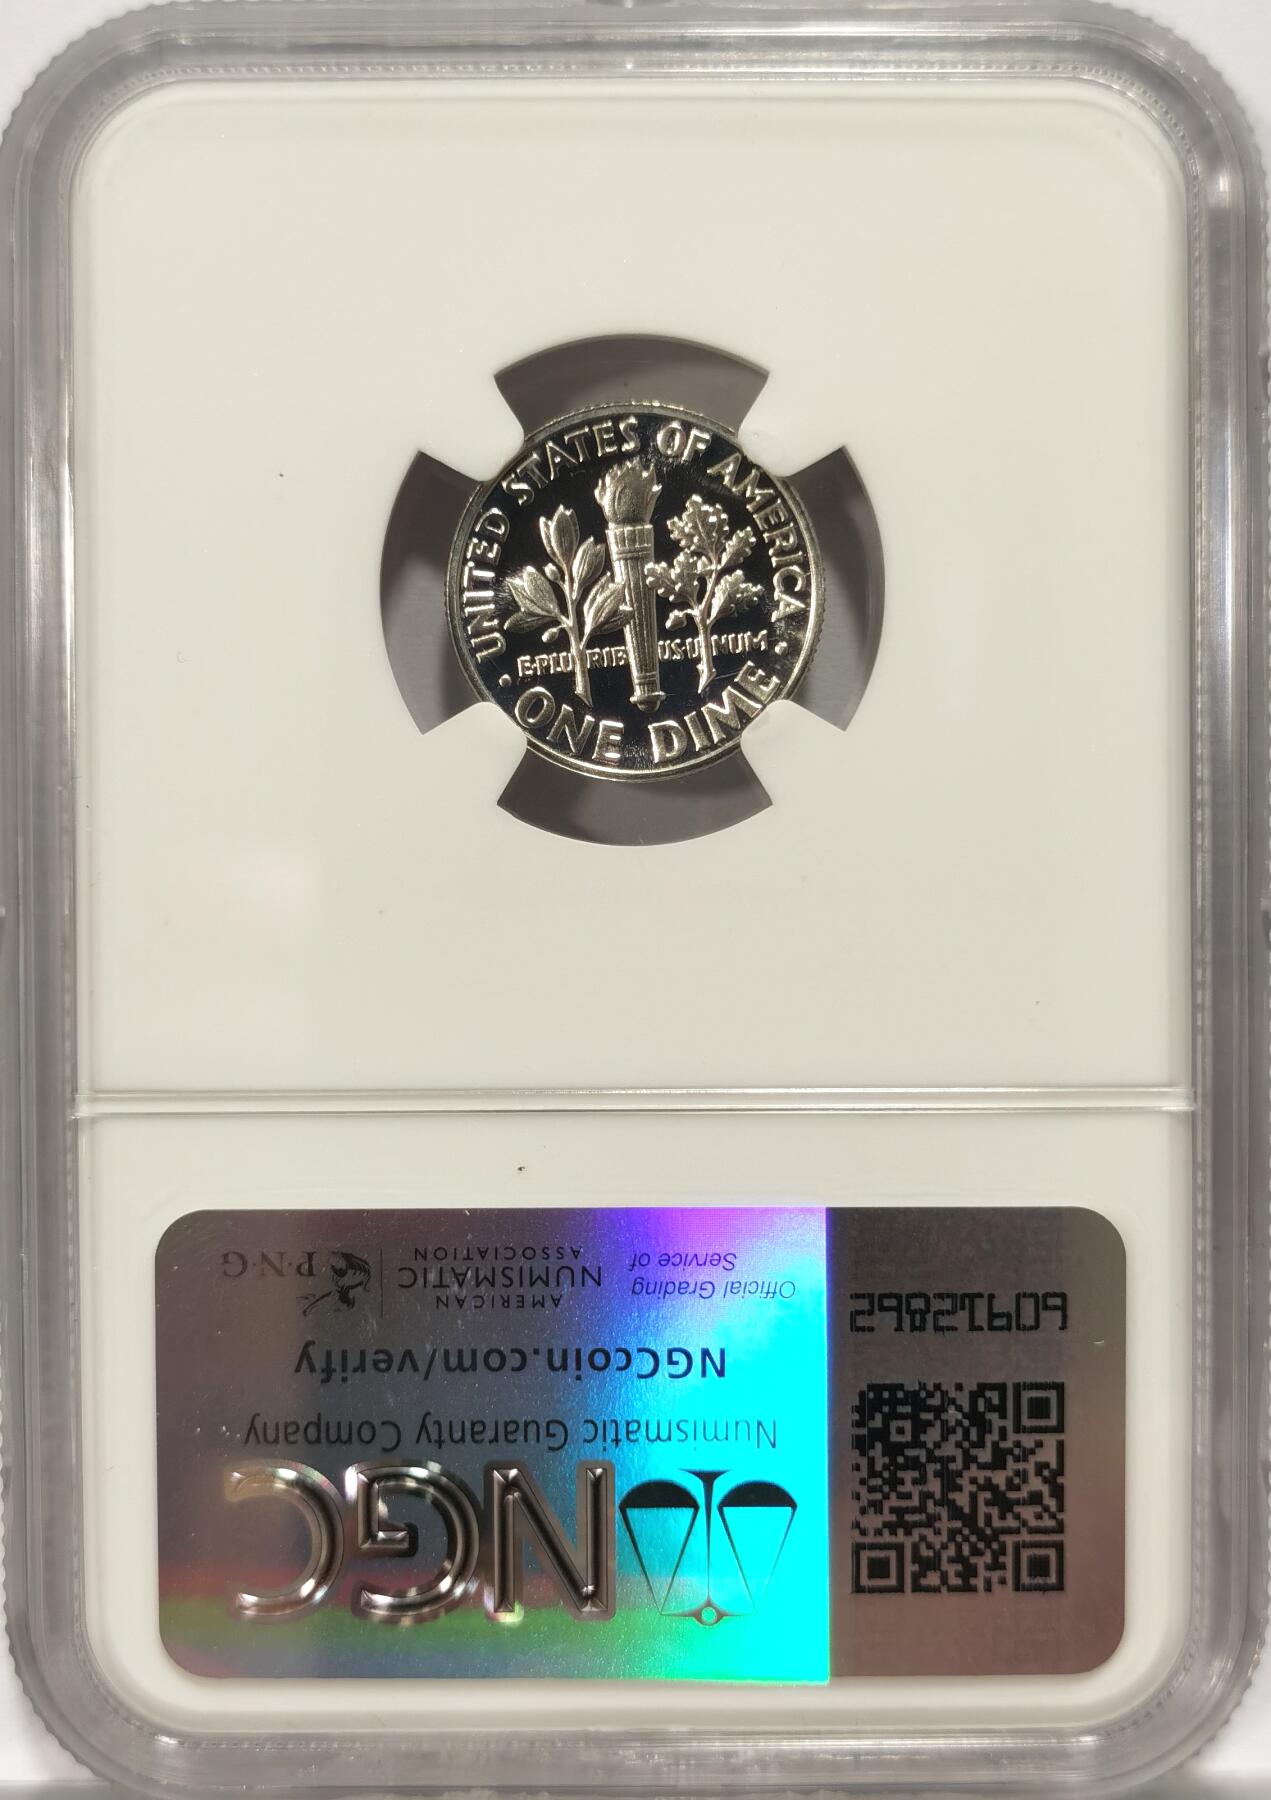 UNITED STATES OF AMERICA
E·PLURIBUS·UNUM
· ONE DIME ·
NGC
Numismatic Guaranty Company
NGCcoin.com/verify
Official Grading
Service of
AMERICAN
NUMISMATIC
ASSOCIATION
P·N·G
60912862